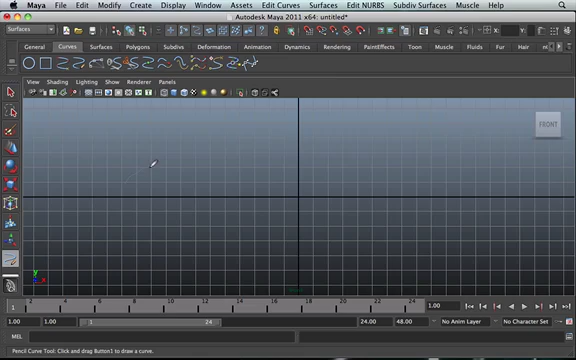 Maya File Edit Modify Create Display Window Assets Edit Curves Surfaces Edit NURBS Subdiv Surfaces Muscle Help
Autodesk Maya 2011 x64: untitled*
Surfaces
X: Y:
General Curves Surfaces Polygons Subdivs Deformation Animation Dynamics Rendering PaintEffects Toon Muscle Fluids Fur Hair
View Shading Lighting Show Renderer Panels
FRONT
y
x
1 2 4 6 8 10 12 14 16 18 20 22 24 1.00
1.00 1.00 1 24 24.00 48.00 No Anim Layer No Character Set
MEL
Pencil Curve Tool: Click and drag Button1 to draw a curve.